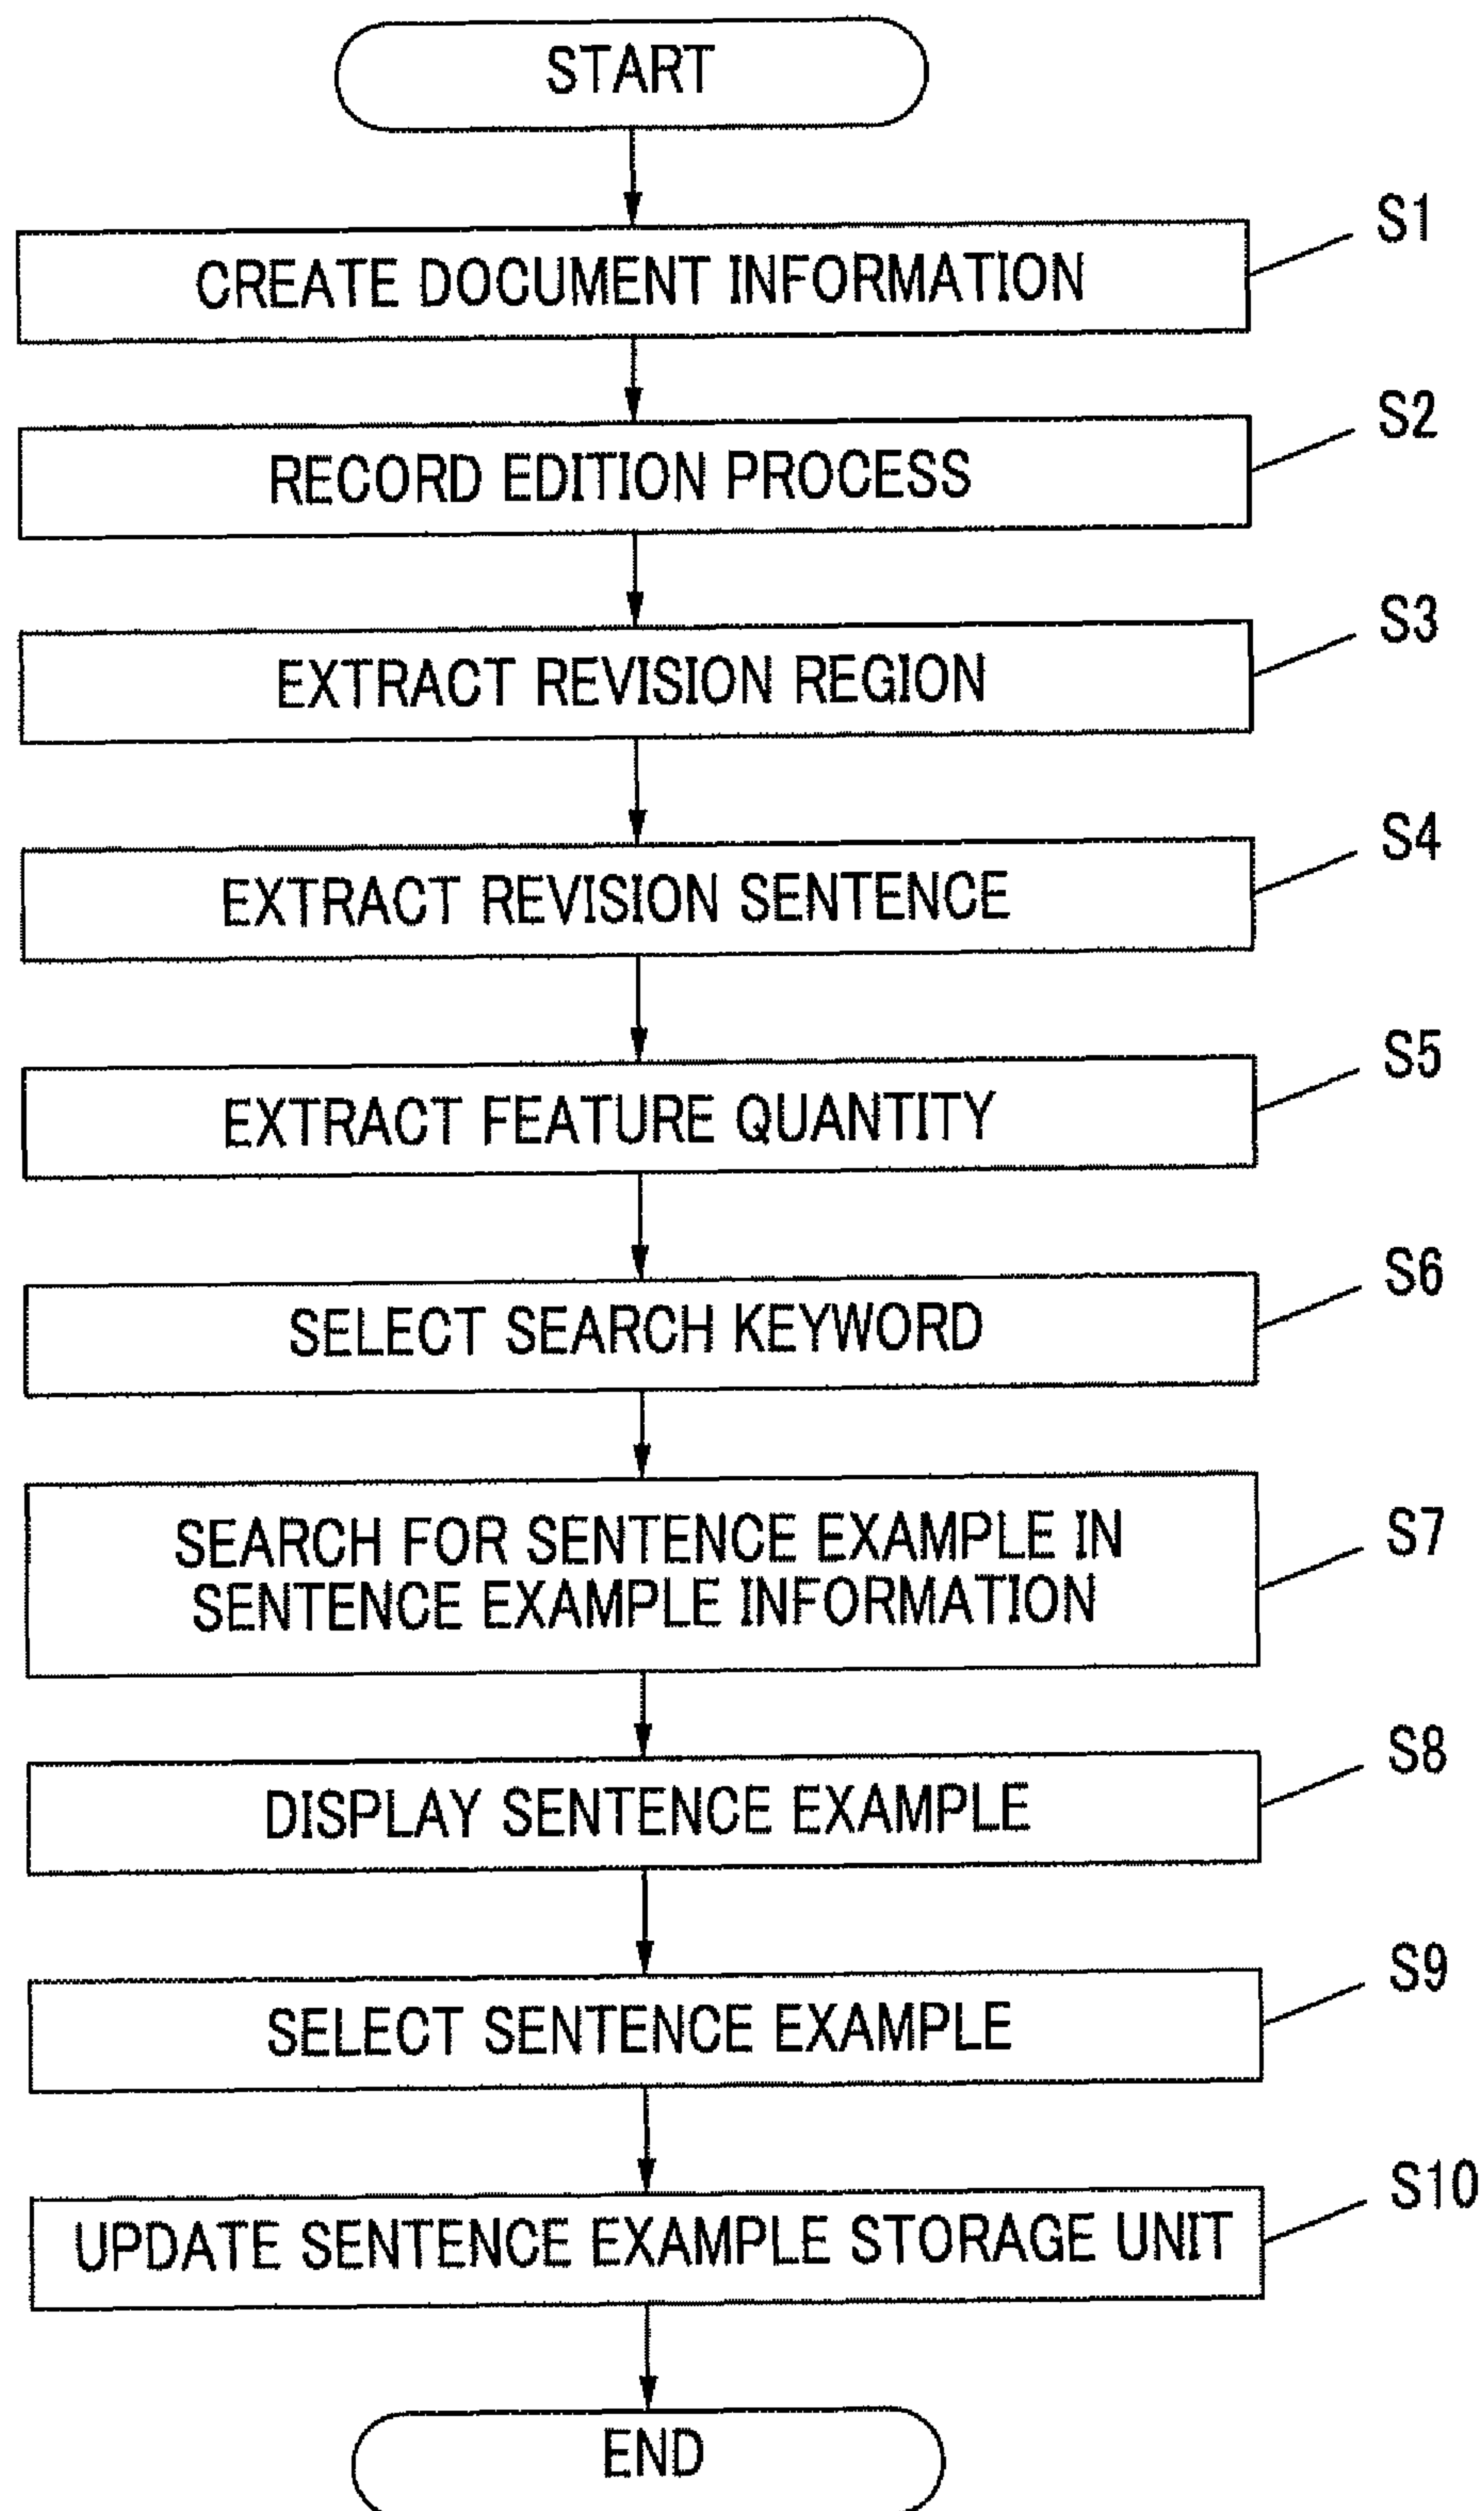 START
CREATE DOCUMENT INFORMATION
S1
RECORD EDITION PROCESS
S2
EXTRACT REVISION REGION
S3
EXTRACT REVISION SENTENCE
S4
EXTRACT FEATURE QUANTITY
S5
SELECT SEARCH KEYWORD
S6
SEARCH FOR SENTENCE EXAMPLE IN
SENTENCE EXAMPLE INFORMATION
S7
DISPLAY SENTENCE EXAMPLE
S8
SELECT SENTENCE EXAMPLE
S9
UPDATE SENTENCE EXAMPLE STORAGE UNIT
S10
END